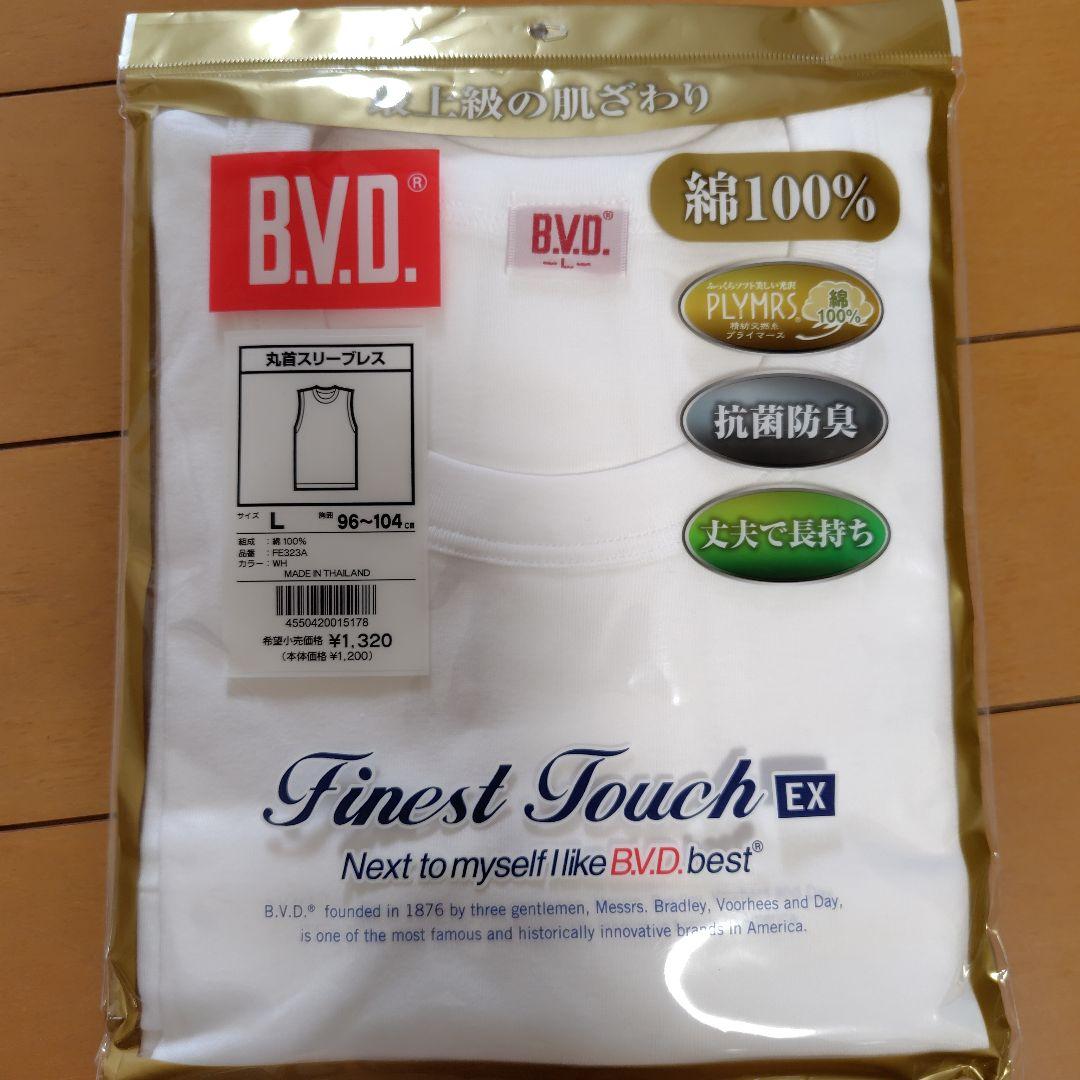 上級の肌ざわり
B.V.D.®
B.V.D.®
L
綿100%
ふっくらソフト美しい光沢
PLYMRS®
綿
100%
精紡交撚糸
プライマーズ
抗菌防臭
丈夫で長持ち
丸首スリーブレス
サイズ L 胸囲 96〜104cm
組成 : 綿100%
品番 : FE323A
カラー : WH
MADE IN THAILAND
4550420015178
希望小売価格 ¥1,320
(本体価格 ¥1,200)
Finest Touch EX
Next to myself I like B.V.D. best®
B.V.D.® founded in 1876 by three gentlemen, Messrs. Bradley, Voorhees and Day,
is one of the most famous and historically innovative brands in America.